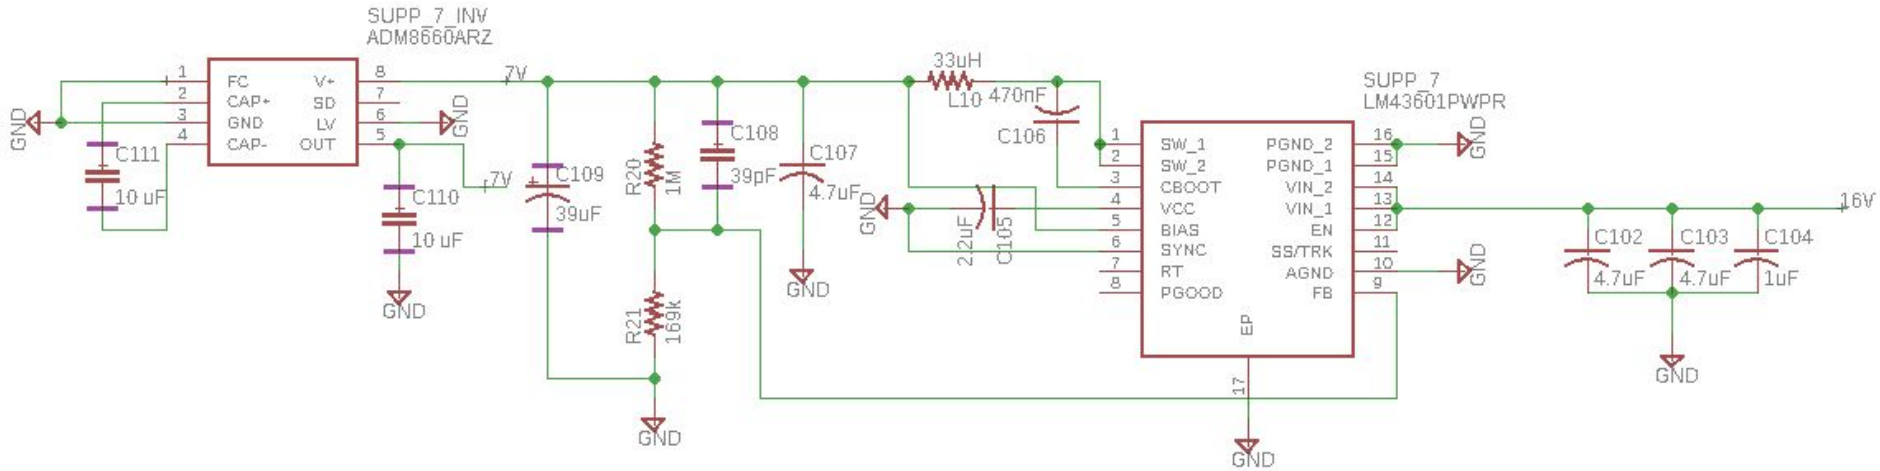 SUPP_7_INV
ADM8660ARZ
1
2
3
4
FC
CAP+
GND
CAP-
V+
SD
LV
OUT
8
7
6
5
GND
GND
C111
10 uF
C110
10 uF
GND
7V
-7V
C109
+
39uF
R20
1M
C108
39pF
C107
4.7uF
GND
R21
169k
GND
33uH
L10
470nF
C106
GND
2.2uF
C105
SUPP_7
LM43601PWPR
1
2
3
4
5
6
7
8
SW_1
SW_2
CBOOT
VCC
BIAS
SYNC
RT
PGOOD
PGND_2
PGND_1
VIN_2
VIN_1
EN
SS/TRK
AGND
FB
16
15
14
13
12
11
10
9
EP
17
GND
GND
GND
16V
C102
4.7uF
C103
4.7uF
C104
1uF
GND